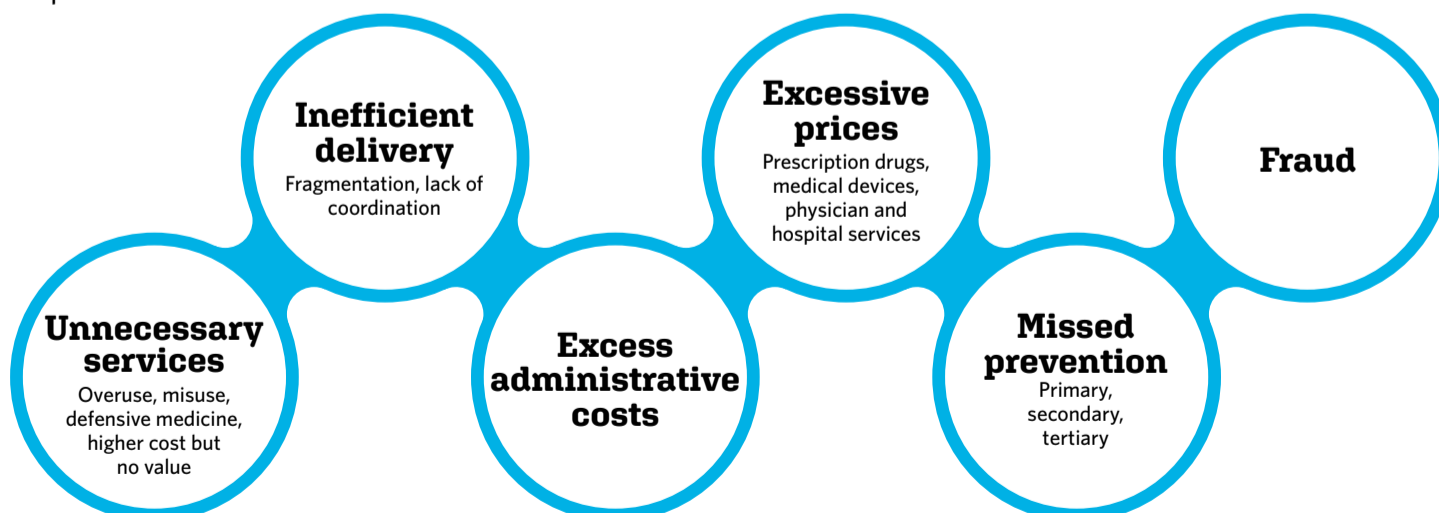 Unnecessary
services
Overuse, misuse,
defensive medicine,
higher cost but
no value
Inefficient
delivery
Fragmentation, lack of
coordination
Excess
administrative
costs
Excessive
prices
Prescription drugs,
medical devices,
physician and
hospital services
Missed
prevention
Primary,
secondary,
tertiary
Fraud